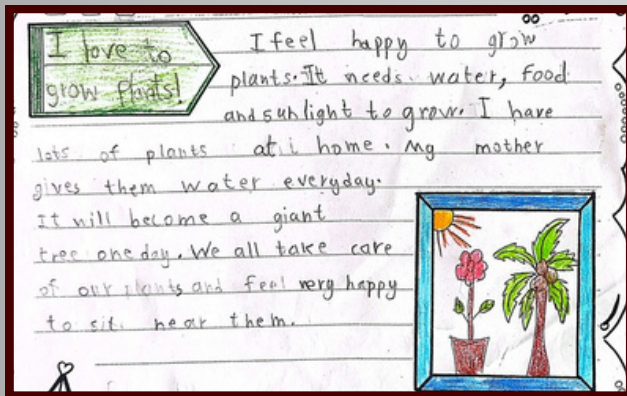 I love to
grow plants!
I feel happy to grow
plants. It needs water, food
and sunlight to grow. I have
lots of plants at i home. My mother
gives them water everyday.
It will become a giant
tree one day. We all take care
of our plants and feel very happy
to sit near them.